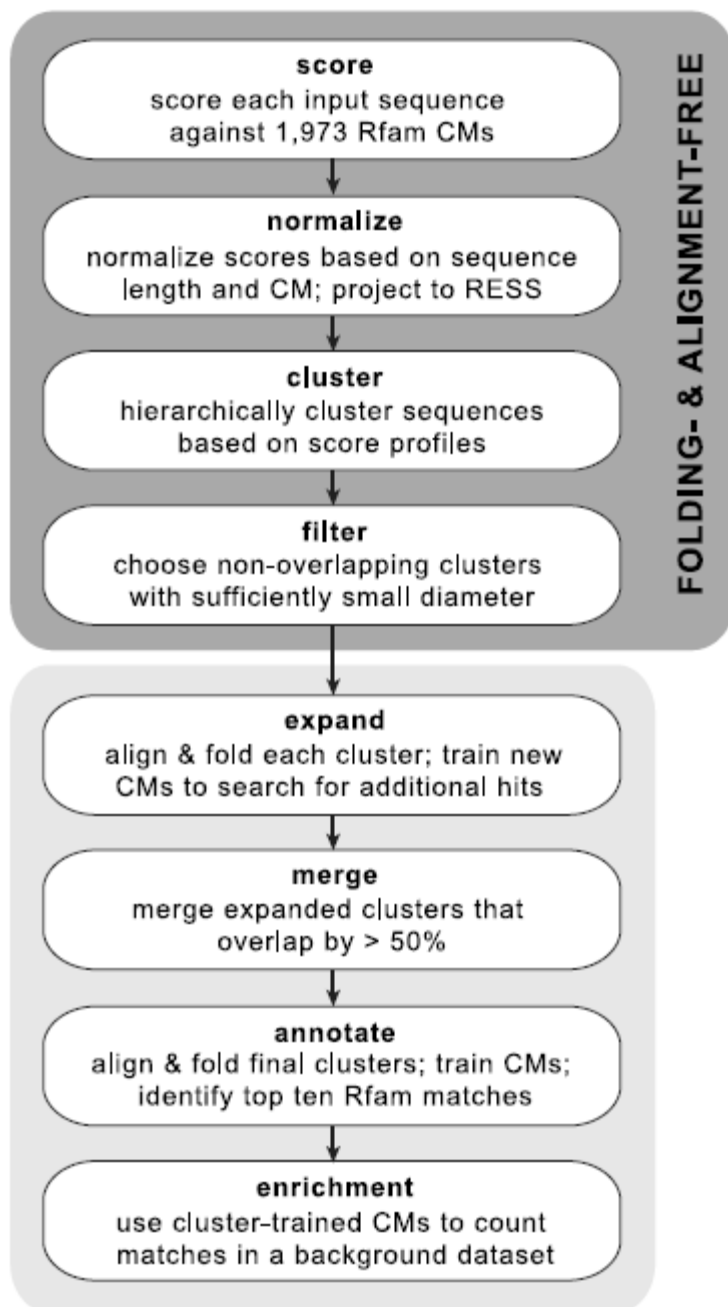 score
score each input sequence
against 1,973 Rfam CMs
normalize
normalize scores based on sequence
length and CM; project to RESS
cluster
hierarchically cluster sequences
based on score profiles
filter
choose non-overlapping clusters
with sufficiently small diameter
FOLDING- & ALIGNMENT-FREE
expand
align & fold each cluster; train new
CMs to search for additional hits
merge
merge expanded clusters that
overlap by > 50%
annotate
align & fold final clusters; train CMs;
identify top ten Rfam matches
enrichment
use cluster-trained CMs to count
matches in a background dataset